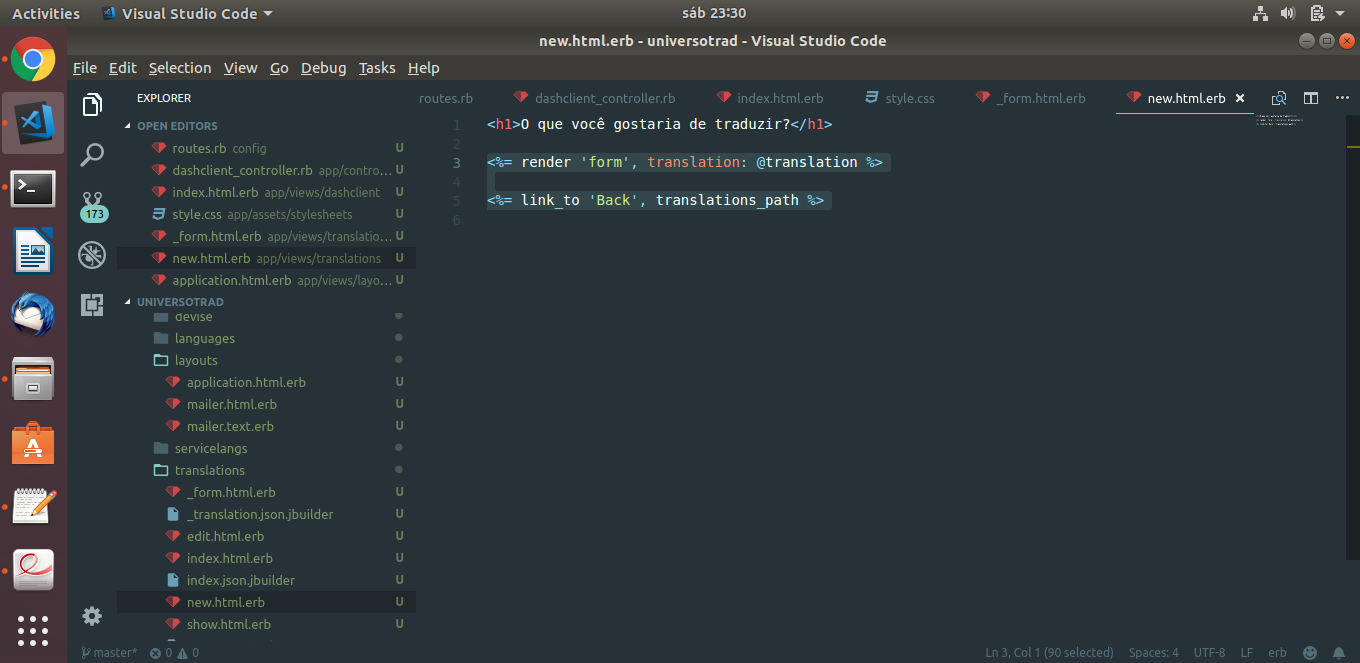 Activities Visual Studio Code sáb 23:30
new.html.erb - universotrad - Visual Studio Code
File Edit Selection View Go Debug Tasks Help
EXPLORER
OPEN EDITORS
routes.rb config U
dashclient_controller.rb app/contro... U
index.html.erb app/views/dashclient U
style.css app/assets/stylesheets U
_form.html.erb app/views/translatio... U
new.html.erb app/views/translations U
application.html.erb app/views/layo... U
UNIVERSOTRAD
devise
languages
layouts
application.html.erb U
mailer.html.erb U
mailer.text.erb U
servicelangs
translations
_form.html.erb U
_translation.json.jbuilder U
edit.html.erb U
index.html.erb U
index.json.jbuilder U
new.html.erb U
show.html.erb U
173
routes.rb dashclient_controller.rb index.html.erb style.css _form.html.erb new.html.erb
1 <h1>O que você gostaria de traduzir?</h1>
2
3 <%= render 'form', translation: @translation %>
4
5 <%= link_to 'Back', translations_path %>
6
master* 0 0 Ln 3, Col 1 (90 selected) Spaces: 4 UTF-8 LF erb